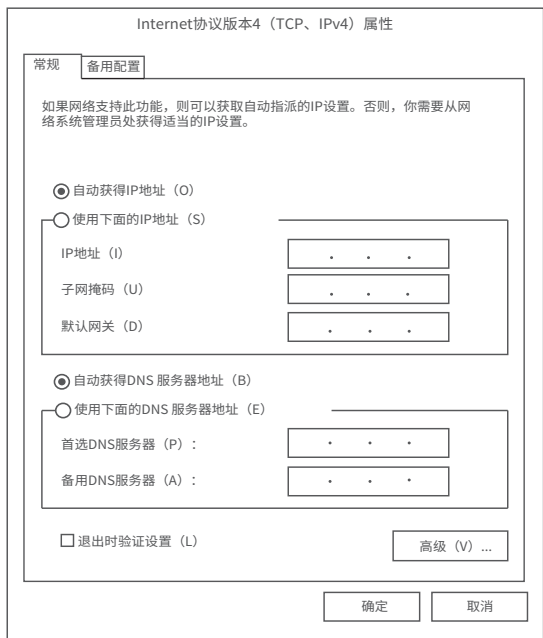 Internet协议版本4（TCP、IPv4）属性
常规
备用配置
如果网络支持此功能，则可以获取自动指派的IP设置。否则，你需要从网
络系统管理员处获得适当的IP设置。
自动获得IP地址（O）
使用下面的IP地址（S）
IP地址（I）
. . .
子网掩码（U）
. . .
默认网关（D）
. . .
自动获得DNS 服务器地址（B）
使用下面的DNS 服务器地址（E）
首选DNS服务器（P）：
. . .
备用DNS服务器（A）：
. . .
退出时验证设置（L）
高级（V）...
确定
取消